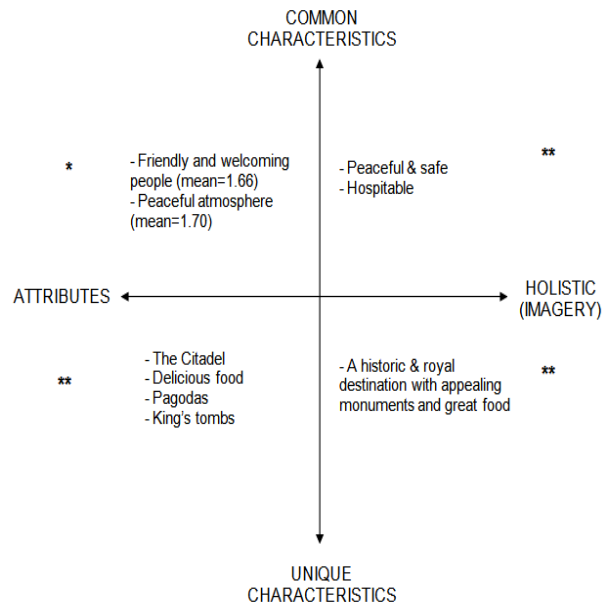 COMMON
CHARACTERISTICS
*
- Friendly and welcoming
people (mean=1.66)
- Peaceful atmosphere
(mean=1.70)
- Peaceful & safe
- Hospitable
**
ATTRIBUTES
HOLISTIC
(IMAGERY)
**
- The Citadel
- Delicious food
- Pagodas
- King's tombs
- A historic & royal
destination with appealing
monuments and great food
**
UNIQUE
CHARACTERISTICS